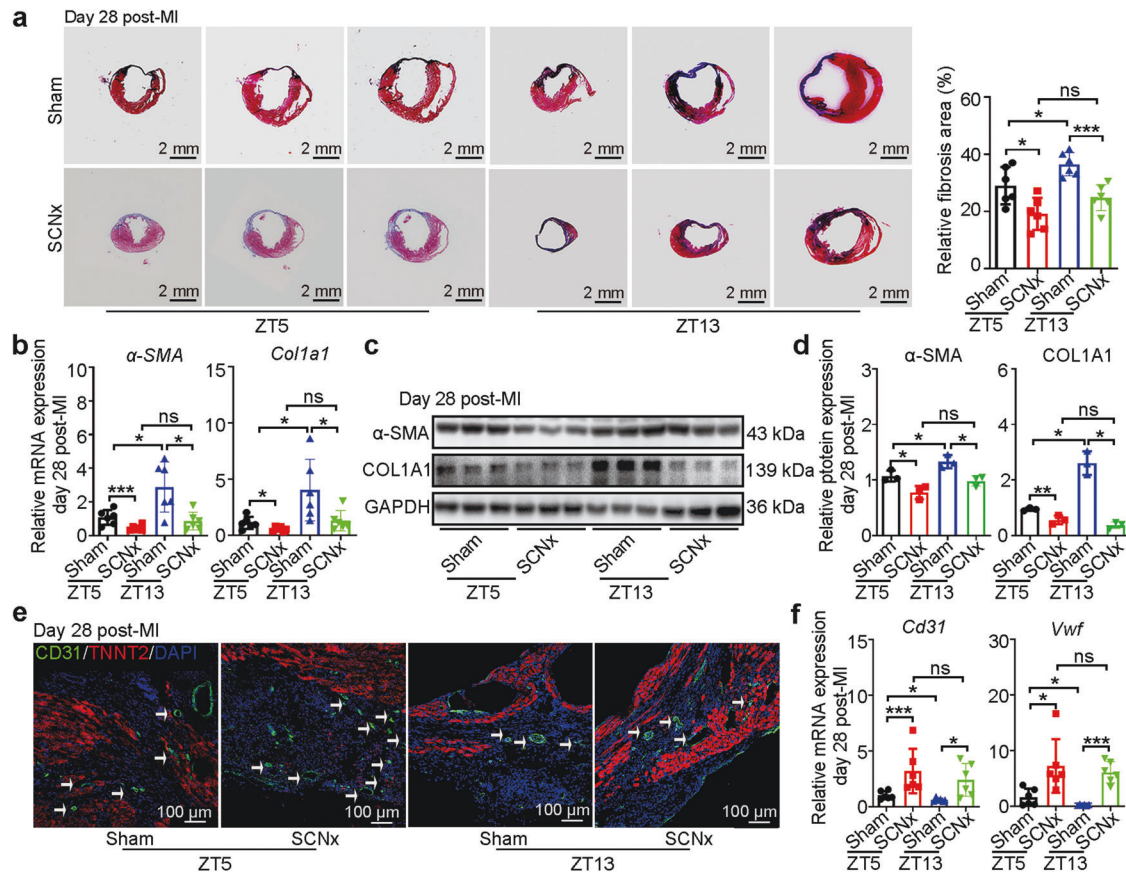 a
Day 28 post-MI
Sham
2 mm 2 mm 2 mm 2 mm 2 mm 2 mm
SCNx
2 mm 2 mm 2 mm 2 mm 2 mm 2 mm
ZT5 ZT13
Relative fibrosis area (%)
60
40
20
0
ns
* * ***
Sham SCNx Sham SCNx
ZT5 ZT13
b
Relative mRNA expression
day 28 post-MI
α-SMA
10
8
6
4
2
0
ns
* *
***
Sham SCNx Sham SCNx
ZT5 ZT13
Col1a1
15
10
5
0
ns
* *
*
Sham SCNx Sham SCNx
ZT5 ZT13
c
Day 28 post-MI
α-SMA 43 kDa
COL1A1 139 kDa
GAPDH 36 kDa
Sham SCNx Sham SCNx
ZT5 ZT13
d
Relative ptotein expression
day 28 post-MI
α-SMA
3
2
1
0
ns
* * *
Sham SCNx Sham SCNx
ZT5 ZT13
COL1A1
6
4
2
0
ns
* *
**
Sham SCNx Sham SCNx
ZT5 ZT13
e
Day 28 post-MI
CD31/TNNT2/DAPI
100 µm 100 µm 100 µm 100 µm
Sham SCNx Sham SCNx
ZT5 ZT13
f
Relative mRNA expression
day 28 post-MI
Cd31
15
10
5
0
ns
*
*** *
Sham SCNx Sham SCNx
ZT5 ZT13
Vwf
20
15
10
5
0
ns
*
* ***
Sham SCNx Sham SCNx
ZT5 ZT13